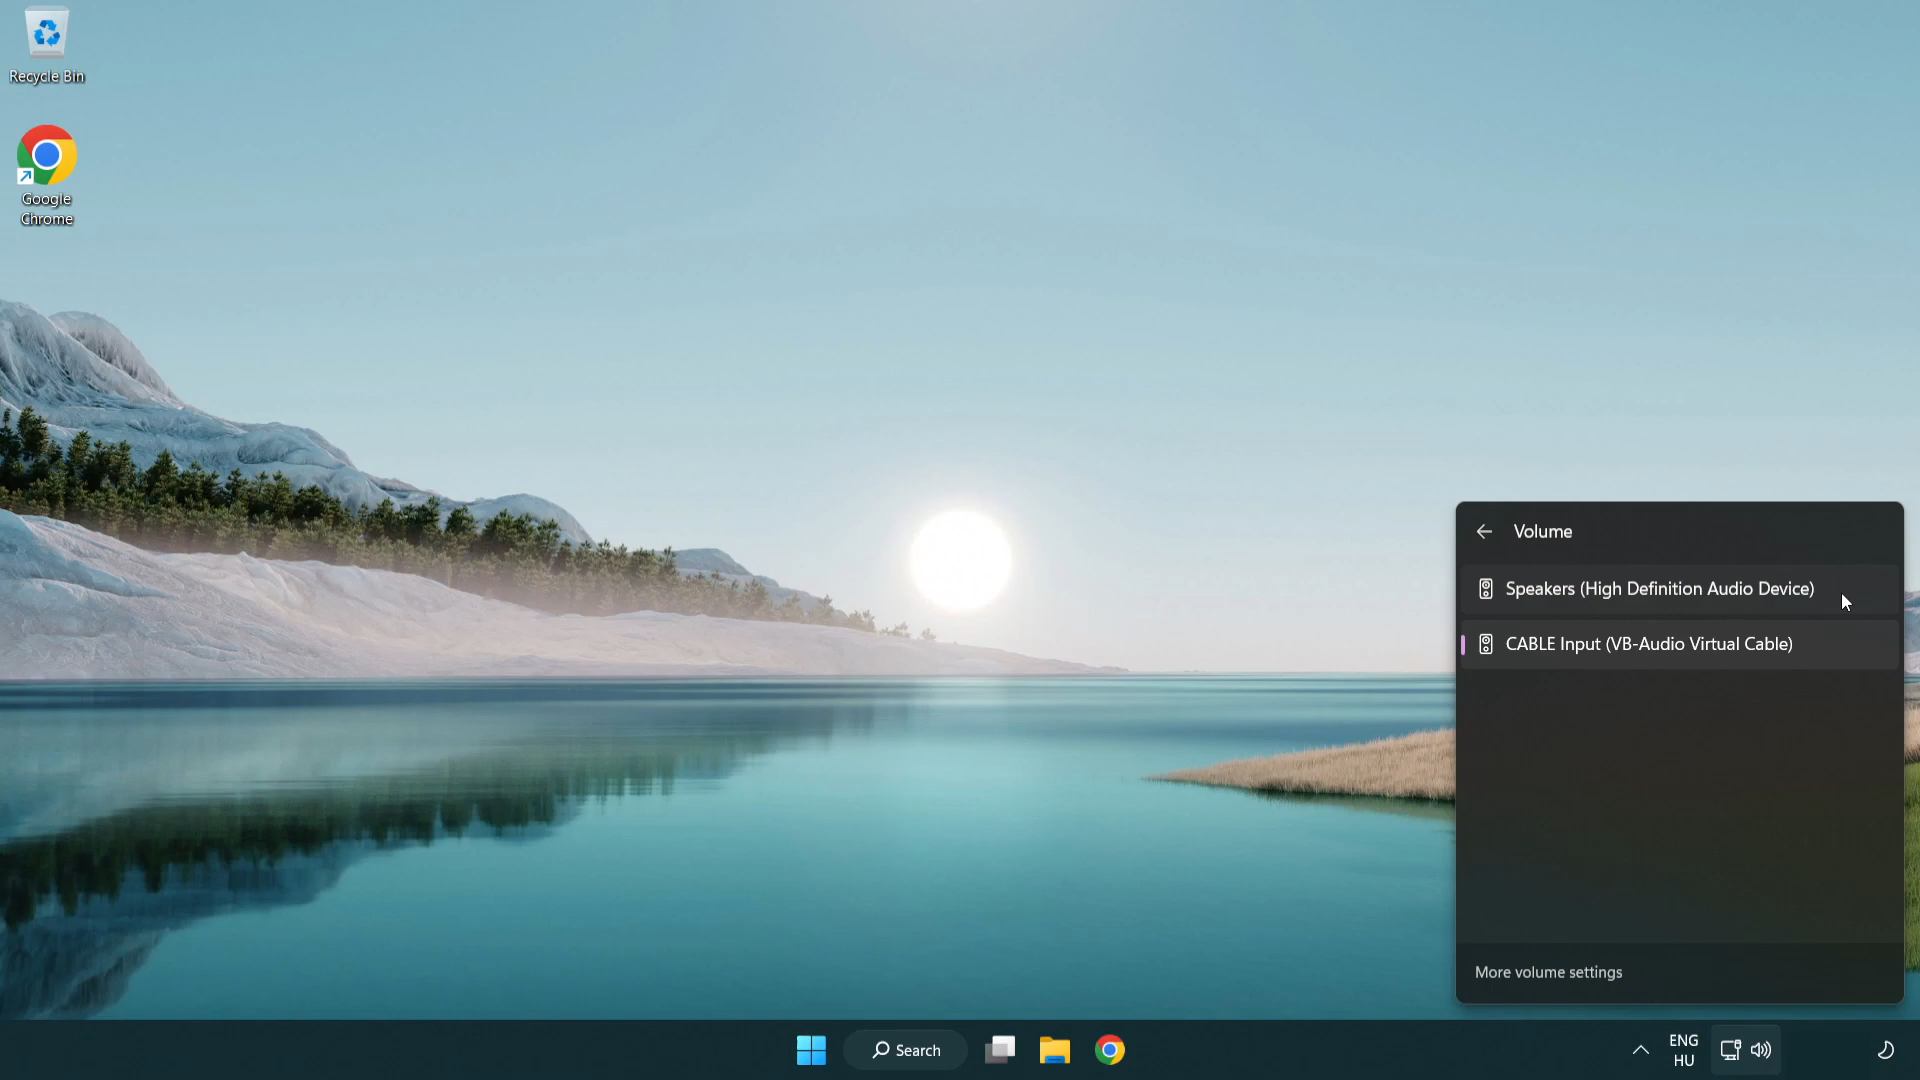 Recycle Bin
Google
Chrome
Volume
Speakers (High Definition Audio Device)
CABLE Input (VB-Audio Virtual Cable)
More volume settings
Search
ENG
HU